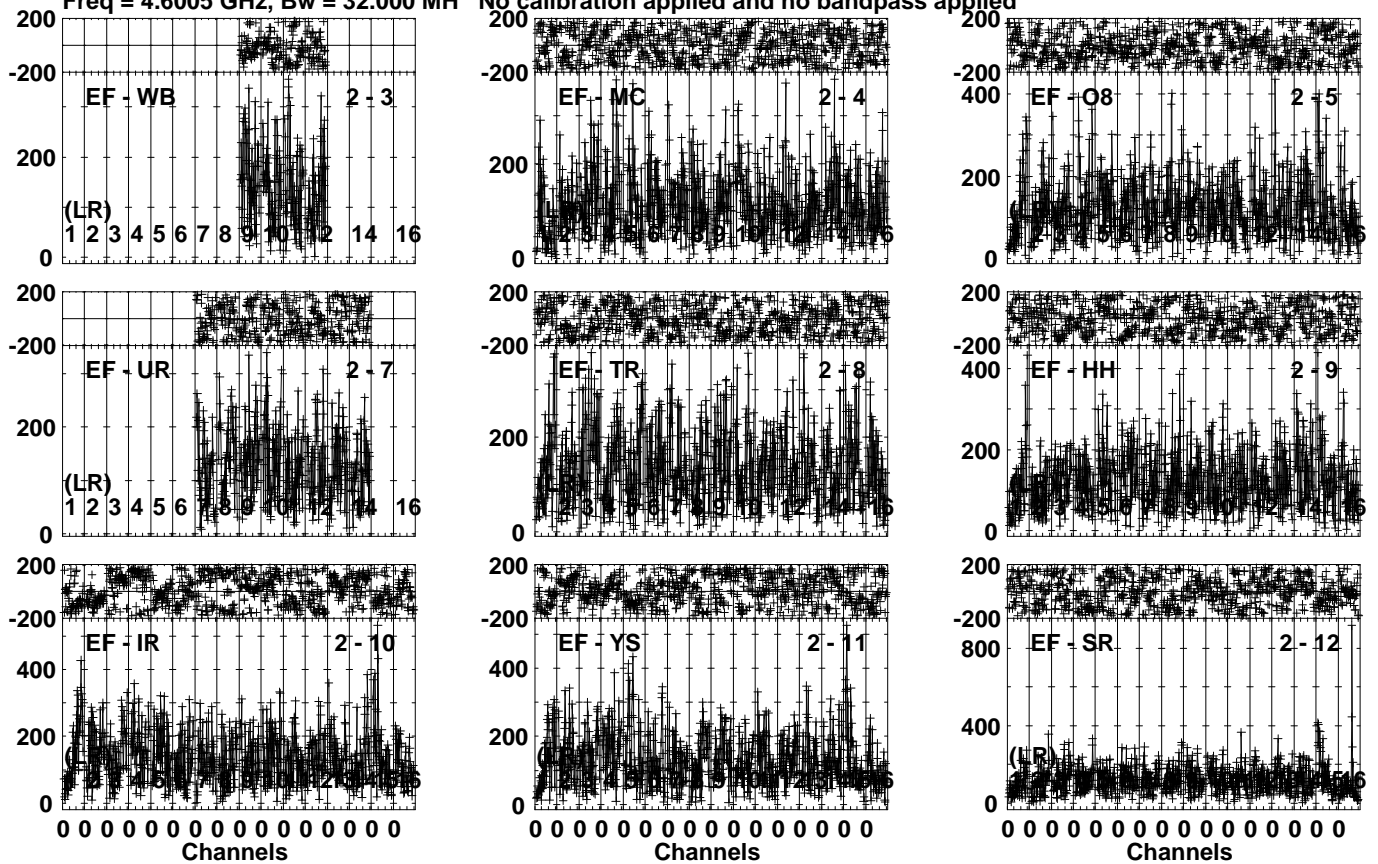 Freq = 4.6005 GHz, Bw = 32.000 MH No calibration applied and no bandpass applied
200 200 200
-200 -200 -200
EF - WB 2 - 3 EF - MC 2 - 4 400 EF - O8 2 - 5
200 200 200
(LR)
1 2 3 4 5 6 7 8 9 10 12 14 16
0 0 0
200 200 200
-200 -200 -200
EF - UR 2 - 7 EF - TR 2 - 8 400 EF - HH 2 - 9
200 200 200
(LR)
1 2 3 4 5 6 7 8 9 10 12 14 16
0 0 0
200 200 200
-200 -200 -200
EF - IR 2 - 10 EF - YS 2 - 11 800 EF - SR 2 - 12
400 400 400
200 200
(LR)
0 0 0
0 0 0 0 0 0 0 0 0 0 0 0 0 0 0 0 0 0 0 0 0 0 0 0 0 0 0 0 0 0 0 0 0 0 0 0 0 0 0 0 0 0 0 0 0 0 0 0
Channels Channels Channels